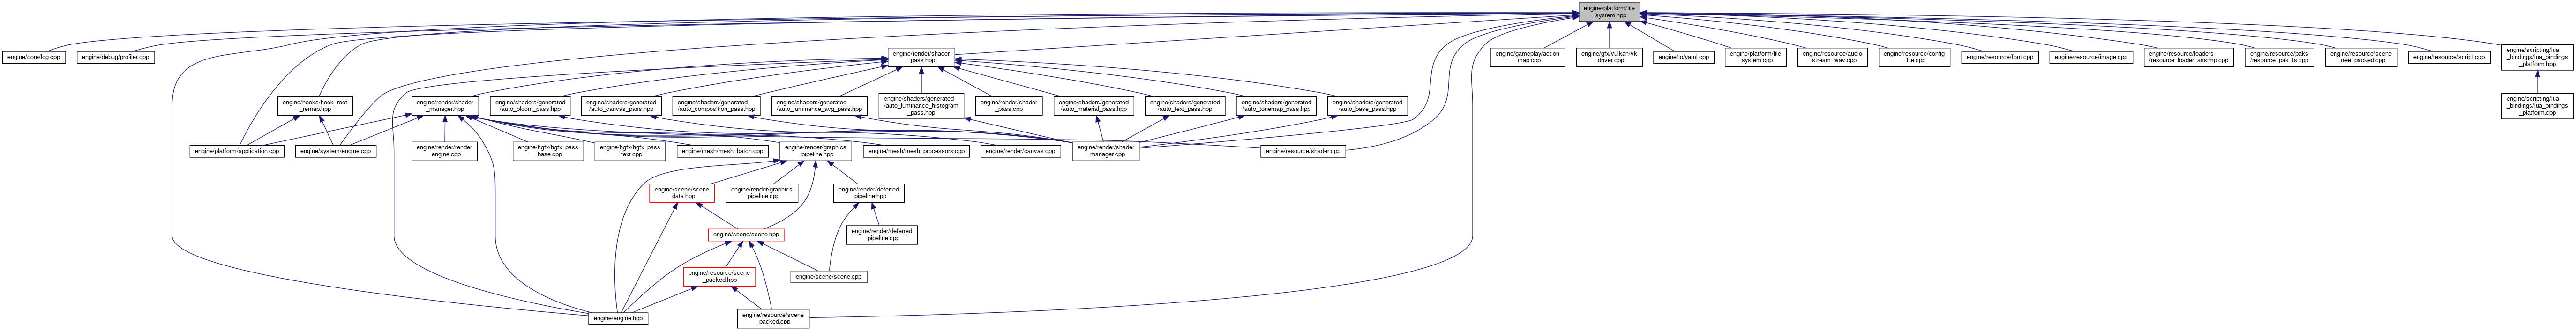 engine/platform/file
_system.hpp
engine/core/log.cpp
engine/debug/profiler.cpp
engine/render/shader
_pass.hpp
engine/gameplay/action
_map.cpp
engine/gfx/vulkan/vk
_driver.cpp
engine/io/yaml.cpp
engine/platform/file
_system.cpp
engine/resource/audio
_stream_wav.cpp
engine/resource/config
_file.cpp
engine/resource/font.cpp
engine/resource/image.cpp
engine/resource/loaders
/resource_loader_assimp.cpp
engine/resource/paks
/resource_pak_fs.cpp
engine/resource/scene
_tree_packed.cpp
engine/resource/script.cpp
engine/scripting/lua
_bindings/lua_bindings
_platform.hpp
engine/hooks/hook_root
_remap.hpp
engine/render/shader
_manager.hpp
engine/shaders/generated
/auto_bloom_pass.hpp
engine/shaders/generated
/auto_canvas_pass.hpp
engine/shaders/generated
/auto_composition_pass.hpp
engine/shaders/generated
/auto_luminance_avg_pass.hpp
engine/shaders/generated
/auto_luminance_histogram
_pass.hpp
engine/render/shader
_pass.cpp
engine/shaders/generated
/auto_material_pass.hpp
engine/shaders/generated
/auto_text_pass.hpp
engine/shaders/generated
/auto_tonemap_pass.hpp
engine/shaders/generated
/auto_base_pass.hpp
engine/scripting/lua
_bindings/lua_bindings
_platform.cpp
engine/platform/application.cpp
engine/system/engine.cpp
engine/render/render
_engine.cpp
engine/hgfx/hgfx_pass
_base.cpp
engine/hgfx/hgfx_pass
_text.cpp
engine/mesh/mesh_batch.cpp
engine/render/graphics
_pipeline.hpp
engine/mesh/mesh_processors.cpp
engine/render/canvas.cpp
engine/render/shader
_manager.cpp
engine/resource/shader.cpp
engine/scene/scene
_data.hpp
engine/render/graphics
_pipeline.cpp
engine/render/deferred
_pipeline.hpp
engine/scene/scene.hpp
engine/render/deferred
_pipeline.cpp
engine/resource/scene
_packed.hpp
engine/scene/scene.cpp
engine/engine.hpp
engine/resource/scene
_packed.cpp